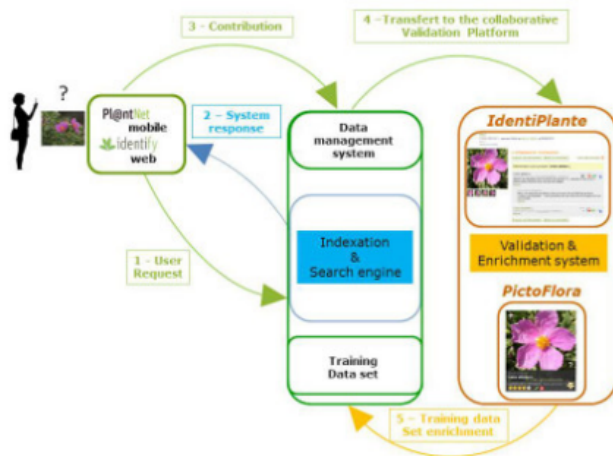 3 - Contribution
4 -Transfert to the collaborative
Validation Platform
?
Pl@ntNet
mobile
identify
web
2 - System
response
Data
management
system
IdentiPlante
1 - User
Request
Indexation
&
Search engine
Validation &
Enrichment system
PictoFlora
Training
Data set
5 - Training data
Set enrichment